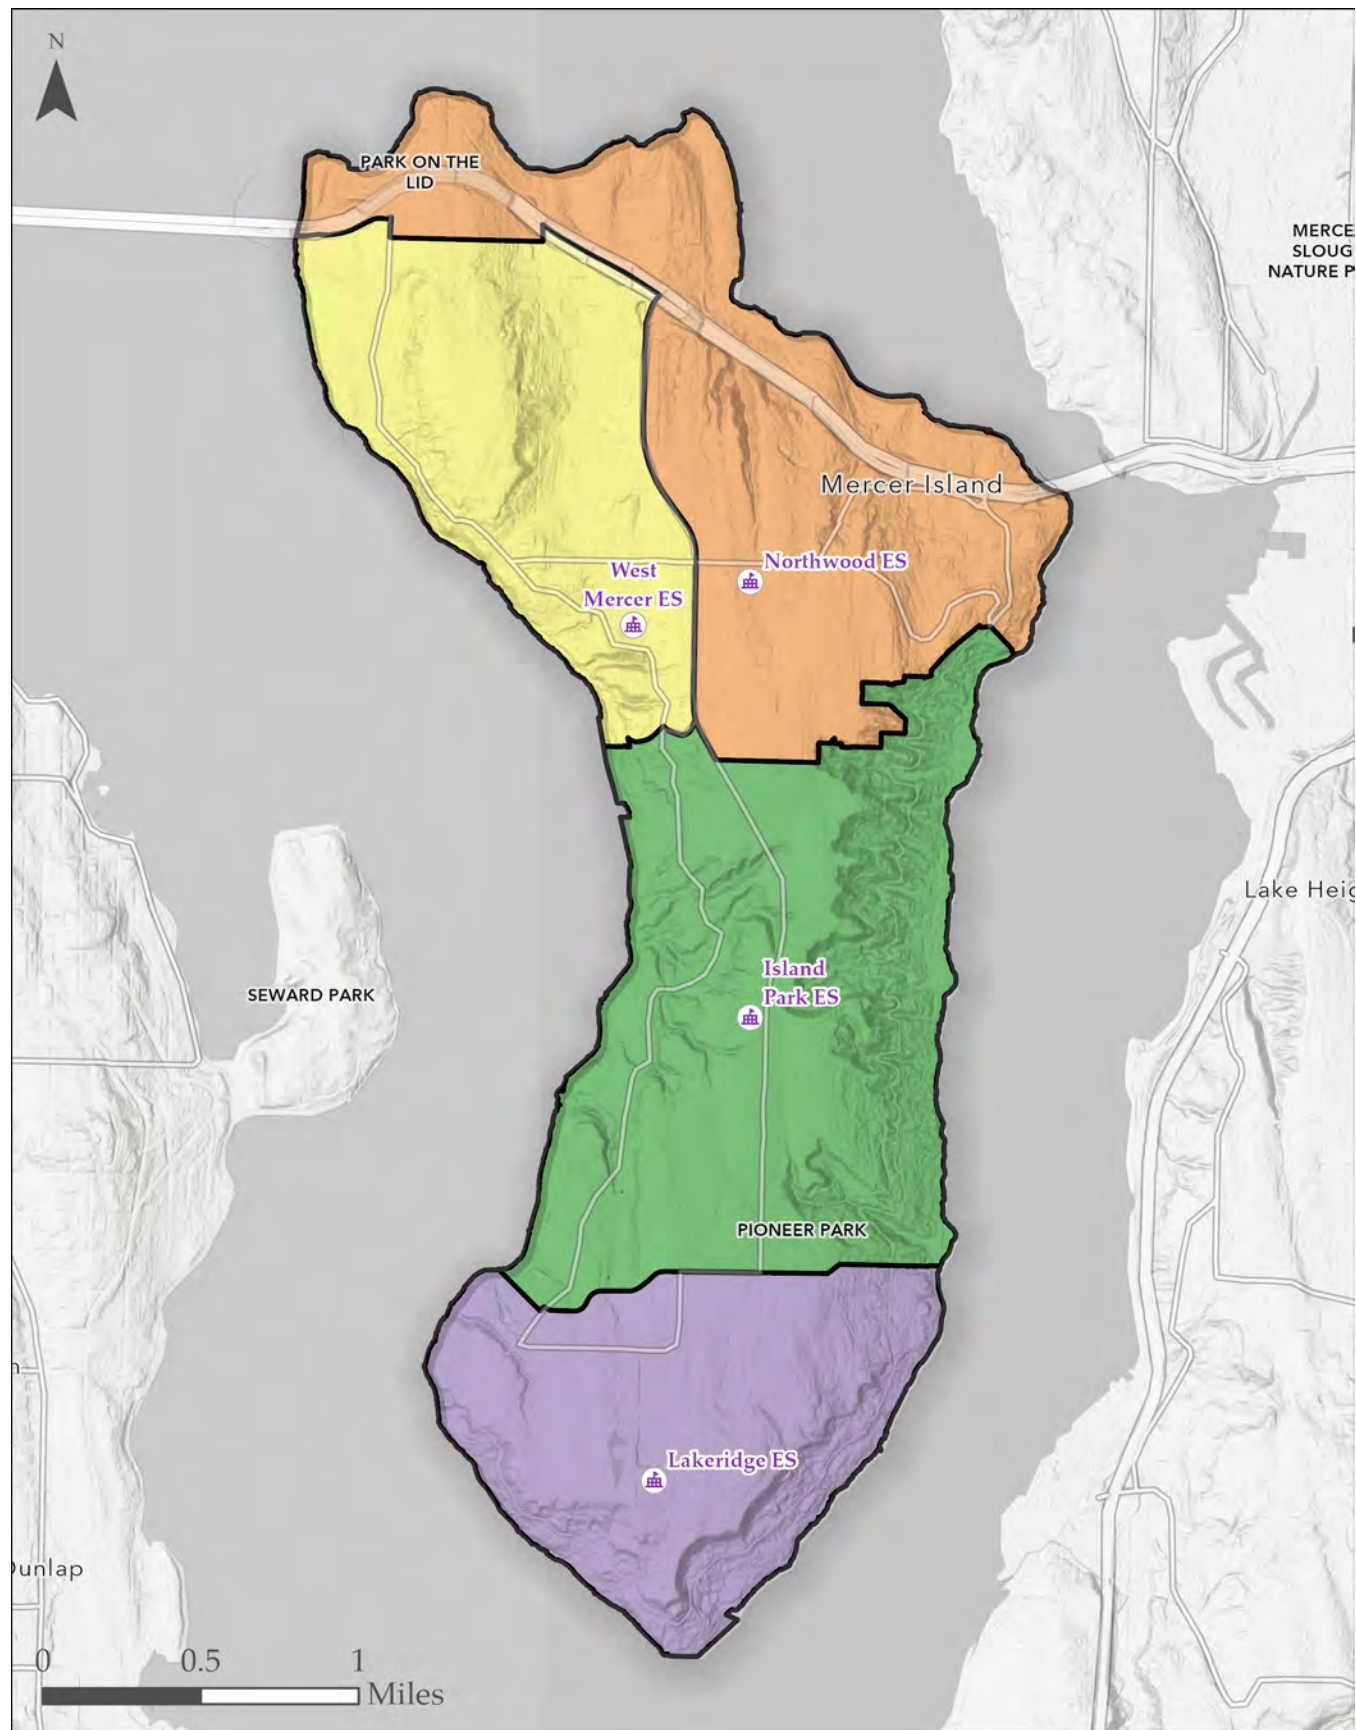 N
PARK ON THE
LID
MERCE
SLOUG
NATURE P
Mercer Island
Northwood ES
West
Mercer ES
Lake Heig
Island
Park ES
SEWARD PARK
PIONEER PARK
Lakeridge ES
Dunlap
0 0.5 1
Miles